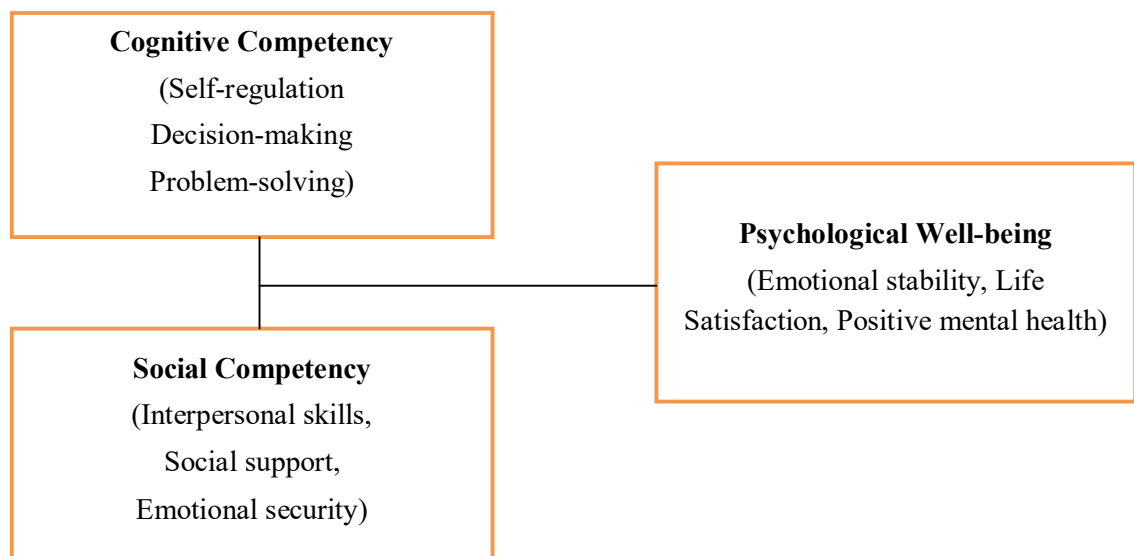 Cognitive Competency
(Self-regulation
Decision-making
Problem-solving)
Psychological Well-being
(Emotional stability, Life
Satisfaction, Positive mental health)
Social Competency
(Interpersonal skills,
Social support,
Emotional security)